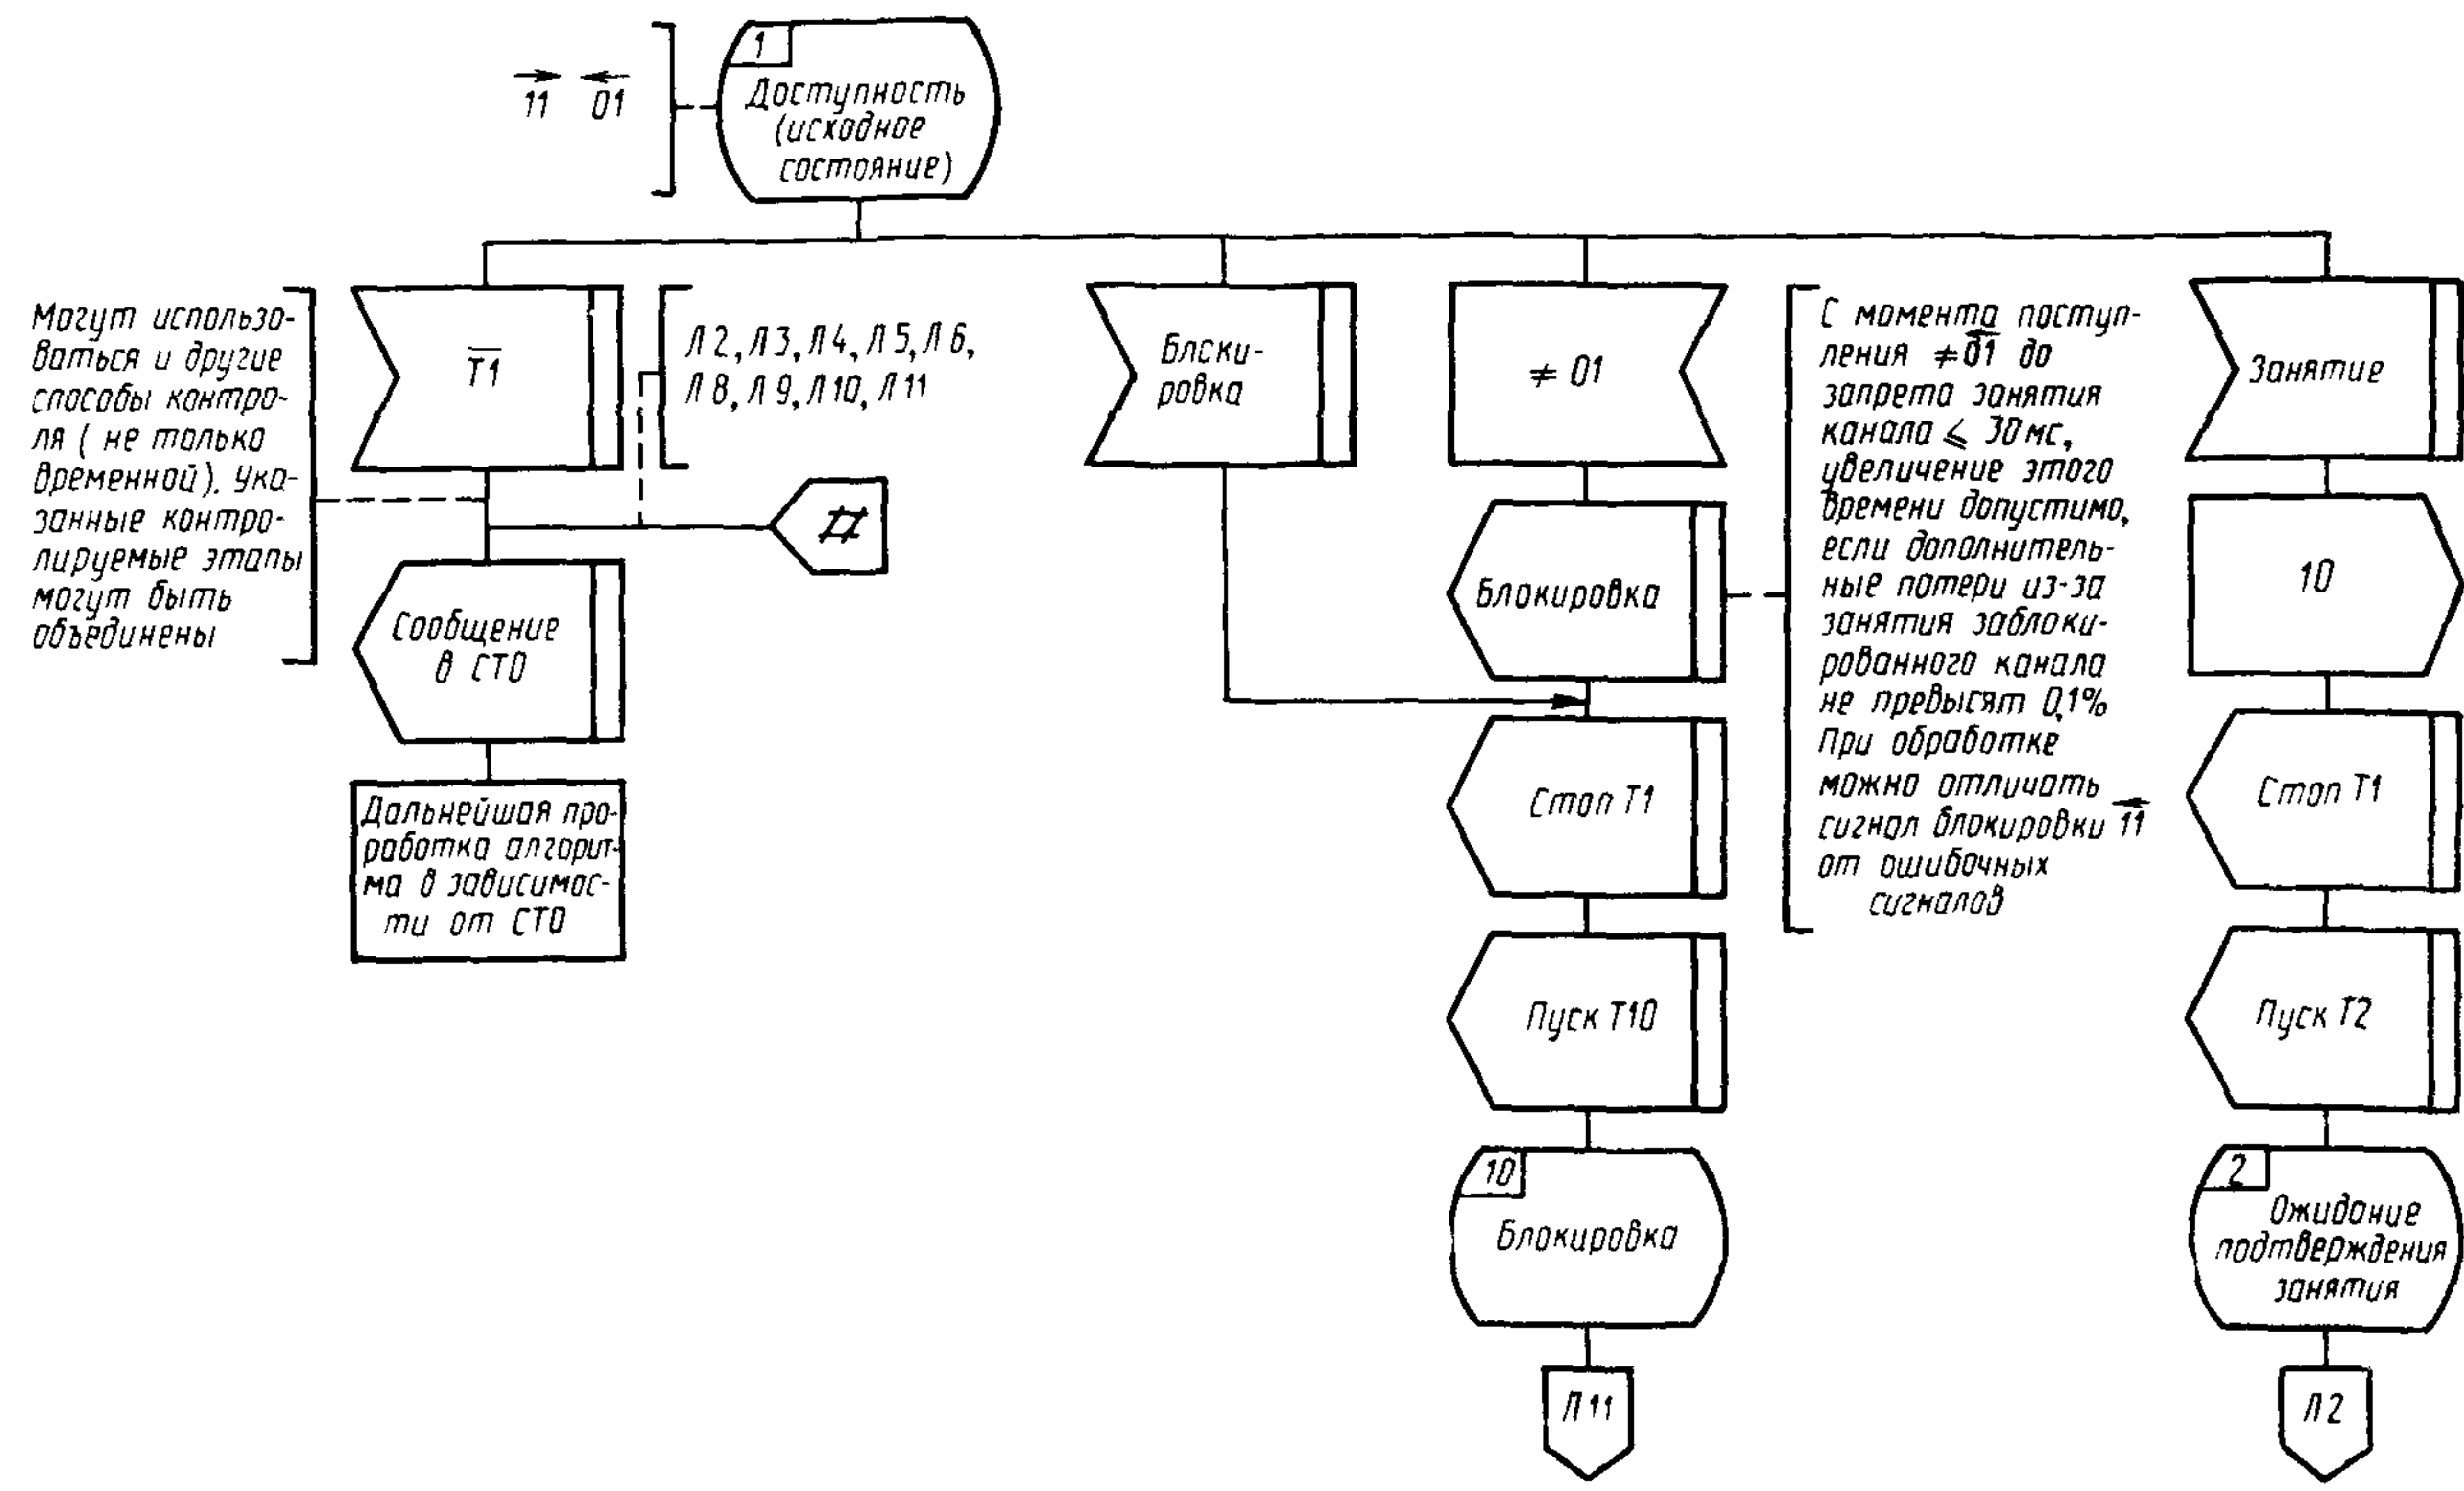 11 01
1
Доступность
(исходное
состояние)
Могут использо-
ваться и другие
способы контро-
ля ( не только
временной). Ука-
занные контро-
лируемые этапы
могут быть
объединены
Т1
Л2, Л3, Л4, Л5, Л6,
Л8, Л9, Л10, Л11
#
Сообщение
в СТО
Дальнейшая про-
работка алгорит-
ма в зависимос-
ти от СТО
Блоки-
ровка
≠ 01
Блокировка
Стоп Т1
Пуск Т10
10
Блокировка
Л11
С момента поступ-
ления ≠01 до
запрета занятия
канала ⩽ 30мс,
увеличение этого
времени допустимо,
если дополнитель-
ные потери из-за
занятия заблоки-
рованного канала
не превысят 0,1%
При обработке
можно отличать
сигнал блокировки 11
от ошибочных
сигналов
Занятие
10
Стоп Т1
Пуск Т2
2
Ожидание
подтверждения
занятия
Л2